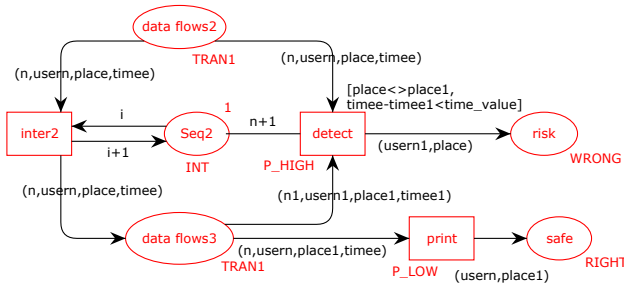 data flows2
TRAN1
(n,usern,place,timee)
(n,usern,place,timee)
[place<>place1,
timee-timee1<time_value]
1
inter2
i
i+1
Seq2
INT
n+1
detect
P_HIGH
(user1,place)
risk
WRONG
(n,usern,place,timee)
(n1,usern1,place1,timee1)
data flows3
TRAN1
(n,usern,place1,timee)
print
P_LOW
(usern,place1)
safe
RIGHT